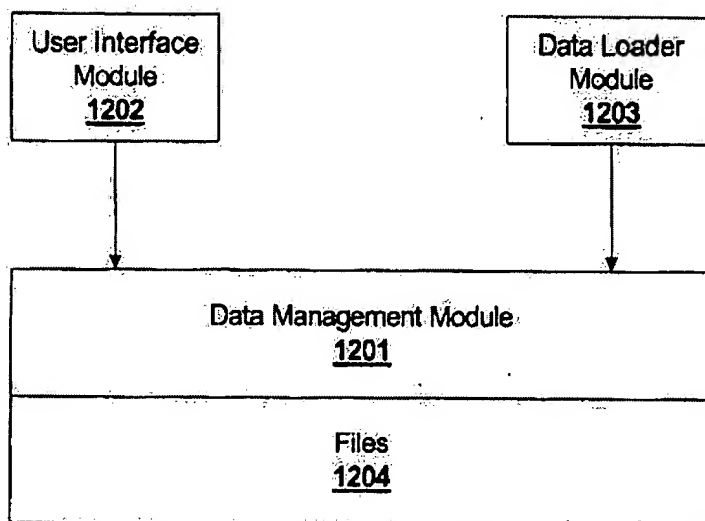 User Interface
Module
1202
Data Loader
Module
1203
Data Management Module
1201
Files
1204